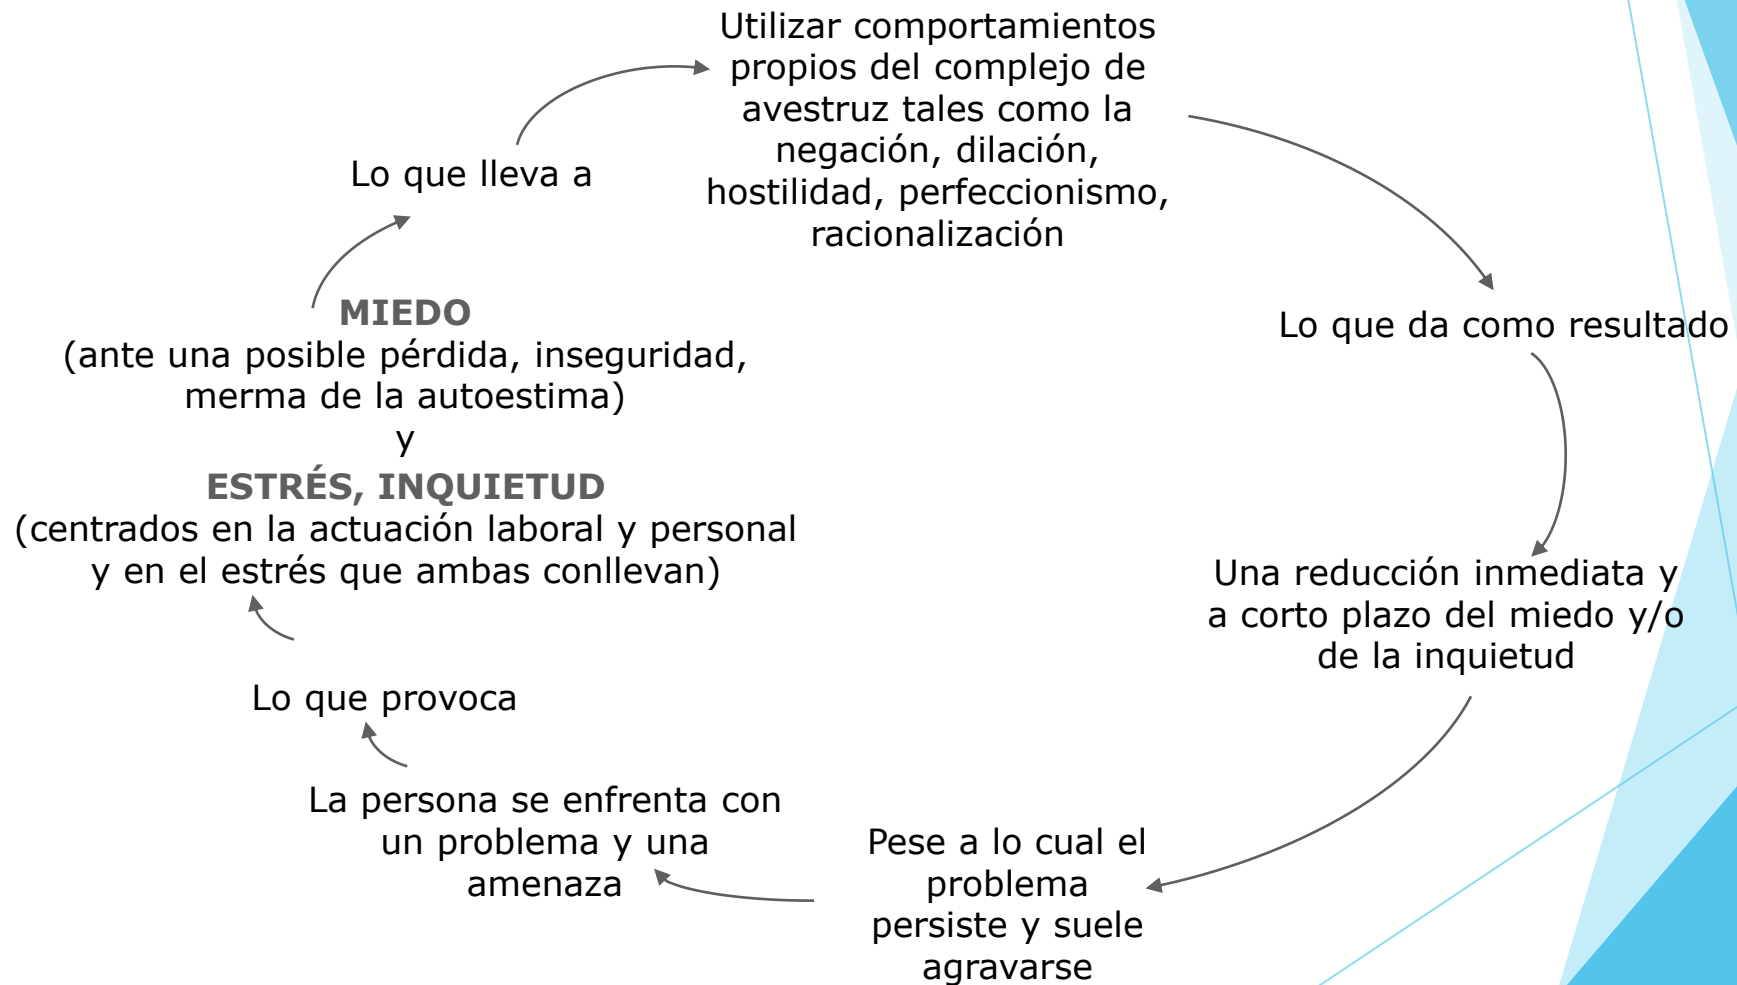 Utilizar comportamientos
propios del complejo de
avestruz tales como la
negación, dilación,
hostilidad, perfeccionismo,
racionalización
Lo que da como resultado
Una reducción inmediata y
a corto plazo del miedo y/o
de la inquietud
Pese a lo cual el
problema
persiste y suele
agravarse
La persona se enfrenta con
un problema y una
amenaza
Lo que provoca
MIEDO
(ante una posible pérdida, inseguridad,
merma de la autoestima)
y
ESTRÉS, INQUIETUD
(centrados en la actuación laboral y personal
y en el estrés que ambas conllevan)
Lo que lleva a